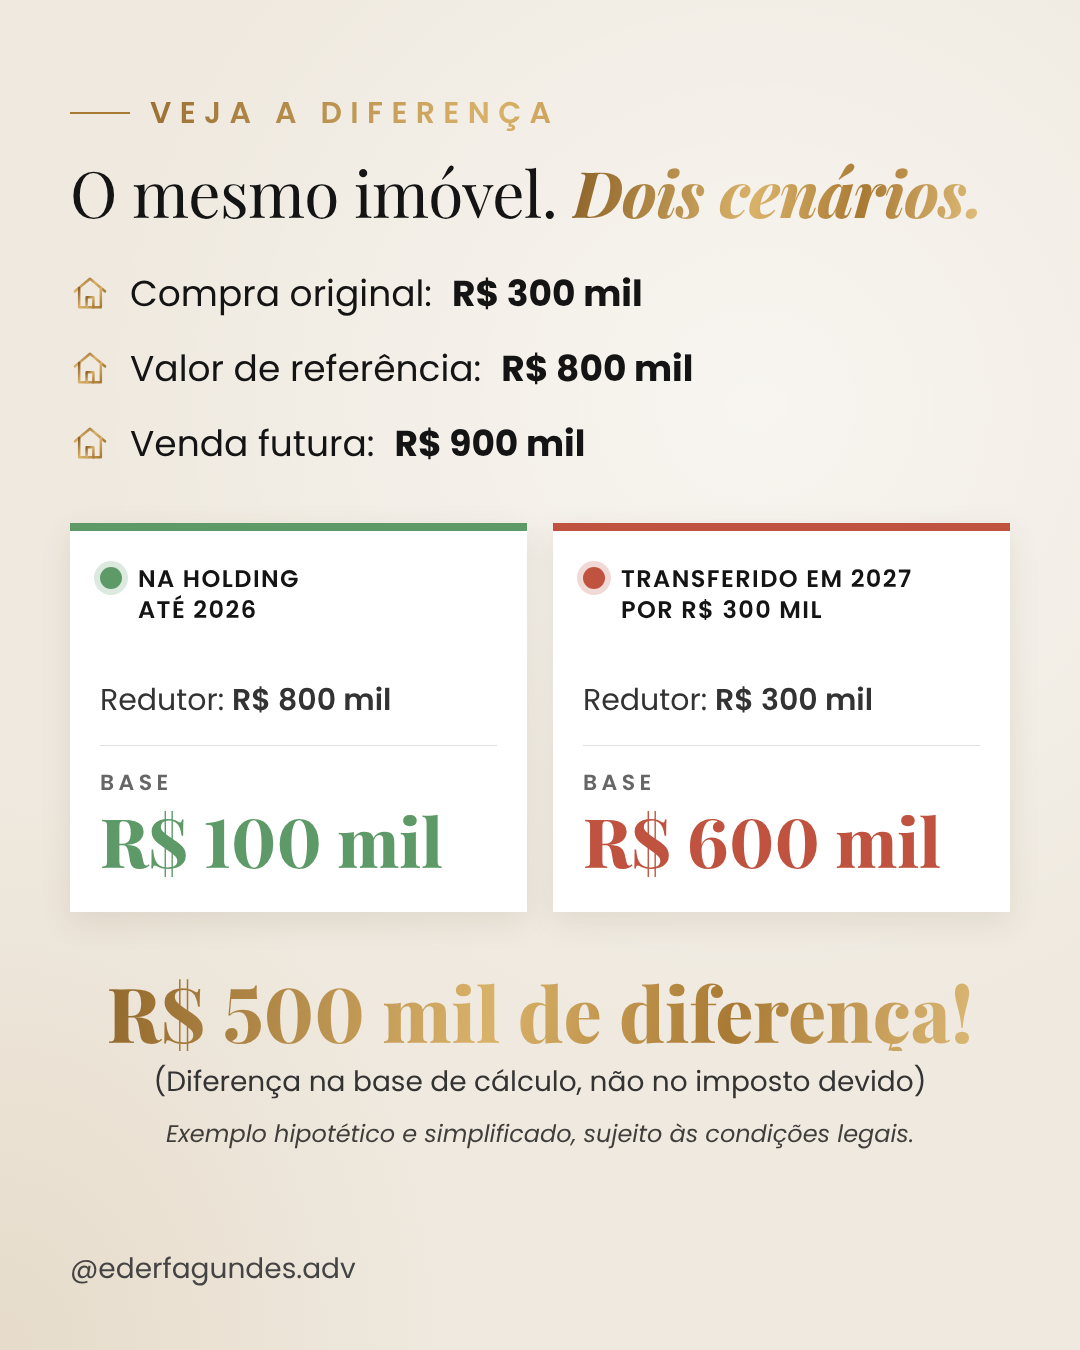 VEJA A DIFERENÇA
O mesmo imóvel. Dois cenários.
Compra original: R$ 300 mil
Valor de referência: R$ 800 mil
Venda futura: R$ 900 mil
NA HOLDING
ATÉ 2026
Redutor: R$ 800 mil
BASE
R$ 100 mil
TRANSFERIDO EM 2027
POR R$ 300 MIL
Redutor: R$ 300 mil
BASE
R$ 600 mil
R$ 500 mil de diferença!
(Diferença na base de cálculo, não no imposto devido)
Exemplo hipotético e simplificado, sujeito às condições legais.
@ederfagundes.adv